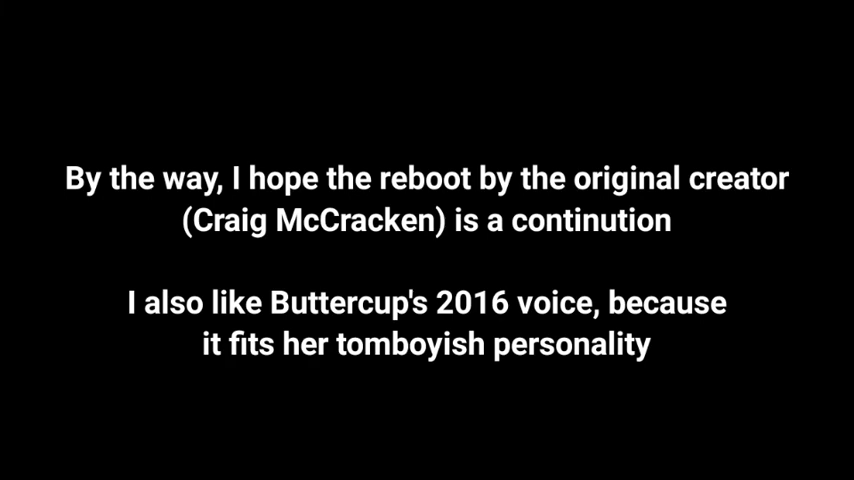 By the way, I hope the reboot by the original creator
(Craig McCracken) is a continution
I also like Buttercup's 2016 voice, because
it fits her tomboyish personality